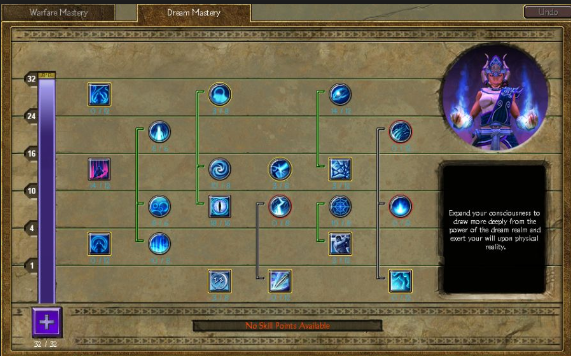 Warfare Mastery
Dream Mastery
Undo
32
24
16
10
4
1
Expand your consciousness to
draw more deeply from the
power of the dream realm and
exert your will upon physical
reality.
No Skill Points Available
32 / 32